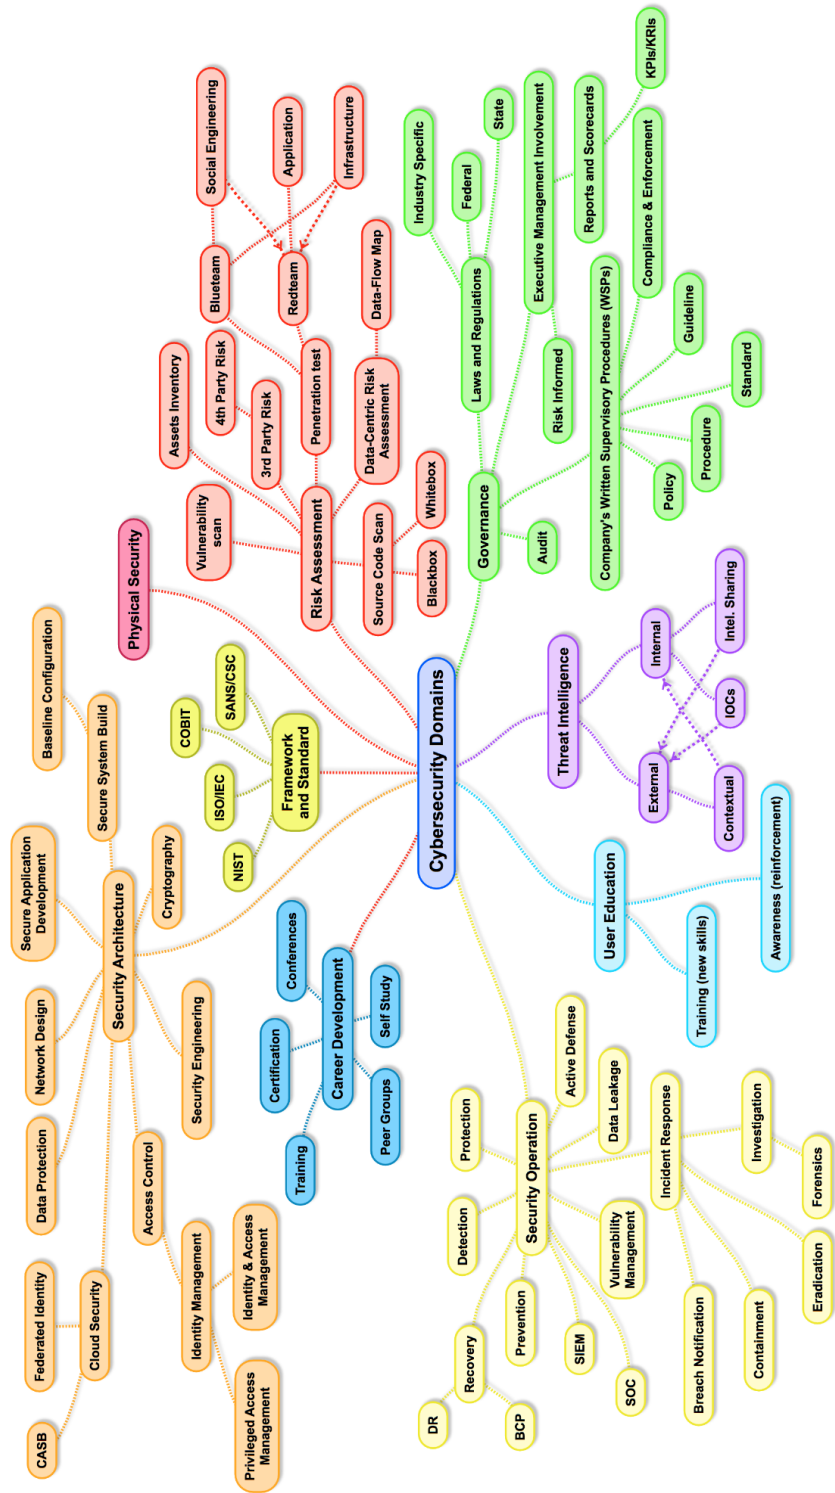 Cybersecurity Domains
Security Architecture
Secure System Build
Baseline Configuration
Secure Application
Development
Cryptography
Network Design
Security Engineering
Data Protection
Access Control
Identity Management
Identity & Access
Management
Privileged Access
Management
Cloud Security
Federated Identity
CASB
Framework
and Standard
NIST
ISO/IEC
COBIT
SANS/CSC
Physical Security
Career Development
Conferences
Certification
Training
Peer Groups
Self Study
Risk Assessment
Vulnerability
scan
Assets Inventory
3rd Party Risk
4th Party Risk
Penetration test
Blueteam
Redteam
Social Engineering
Application
Infrastructure
Data-Centric Risk
Assessment
Data-Flow Map
Source Code Scan
Blackbox
Whitebox
Governance
Laws and Regulations
Industry Specific
Federal
State
Executive Management Involvement
Risk Informed
Reports and Scorecards
KPIs/KRIs
Company's Written Supervisory Procedures (WSPs)
Policy
Procedure
Standard
Guideline
Compliance & Enforcement
Audit
Threat Intelligence
External
Internal
Contextual
IOCs
Intel. Sharing
User Education
Training (new skills)
Awareness (reinforcement)
Security Operation
Protection
Detection
Recovery
DR
BCP
Prevention
SIEM
SOC
Vulnerability
Management
Active Defense
Data Leakage
Incident Response
Breach Notification
Containment
Eradication
Investigation
Forensics